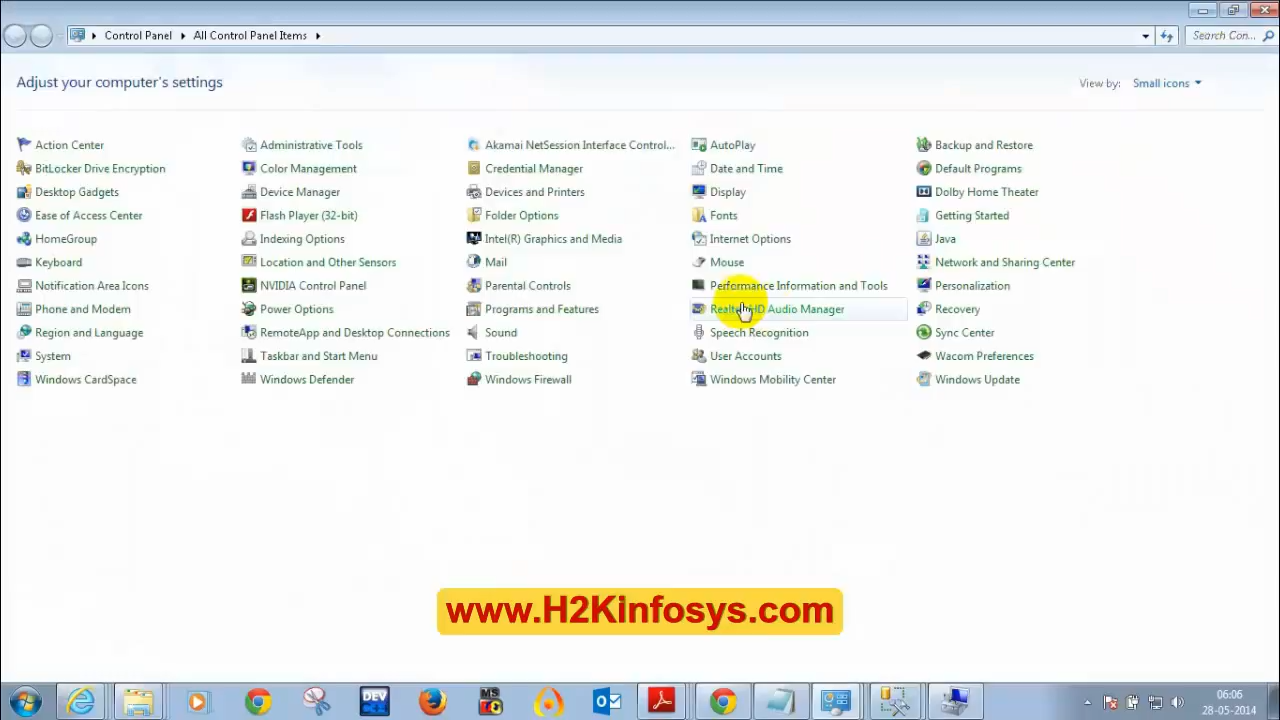 Control Panel
All Control Panel Items
Search Con...
Adjust your computer's settings
View by:
Small icons
Action Center
Administrative Tools
Akamai NetSession Interface Control...
AutoPlay
Backup and Restore
BitLocker Drive Encryption
Color Management
Credential Manager
Date and Time
Default Programs
Desktop Gadgets
Device Manager
Devices and Printers
Display
Dolby Home Theater
Ease of Access Center
Flash Player (32-bit)
Folder Options
Fonts
Getting Started
HomeGroup
Indexing Options
Intel(R) Graphics and Media
Internet Options
Java
Keyboard
Location and Other Sensors
Mail
Mouse
Network and Sharing Center
Notification Area Icons
NVIDIA Control Panel
Parental Controls
Performance Information and Tools
Personalization
Phone and Modem
Power Options
Programs and Features
Realtek HD Audio Manager
Recovery
Region and Language
RemoteApp and Desktop Connections
Sound
Speech Recognition
Sync Center
System
Taskbar and Start Menu
Troubleshooting
User Accounts
Wacom Preferences
Windows CardSpace
Windows Defender
Windows Firewall
Windows Mobility Center
Windows Update
www.H2Kinfosys.com
DEV
MS
06:06
28-05-2014